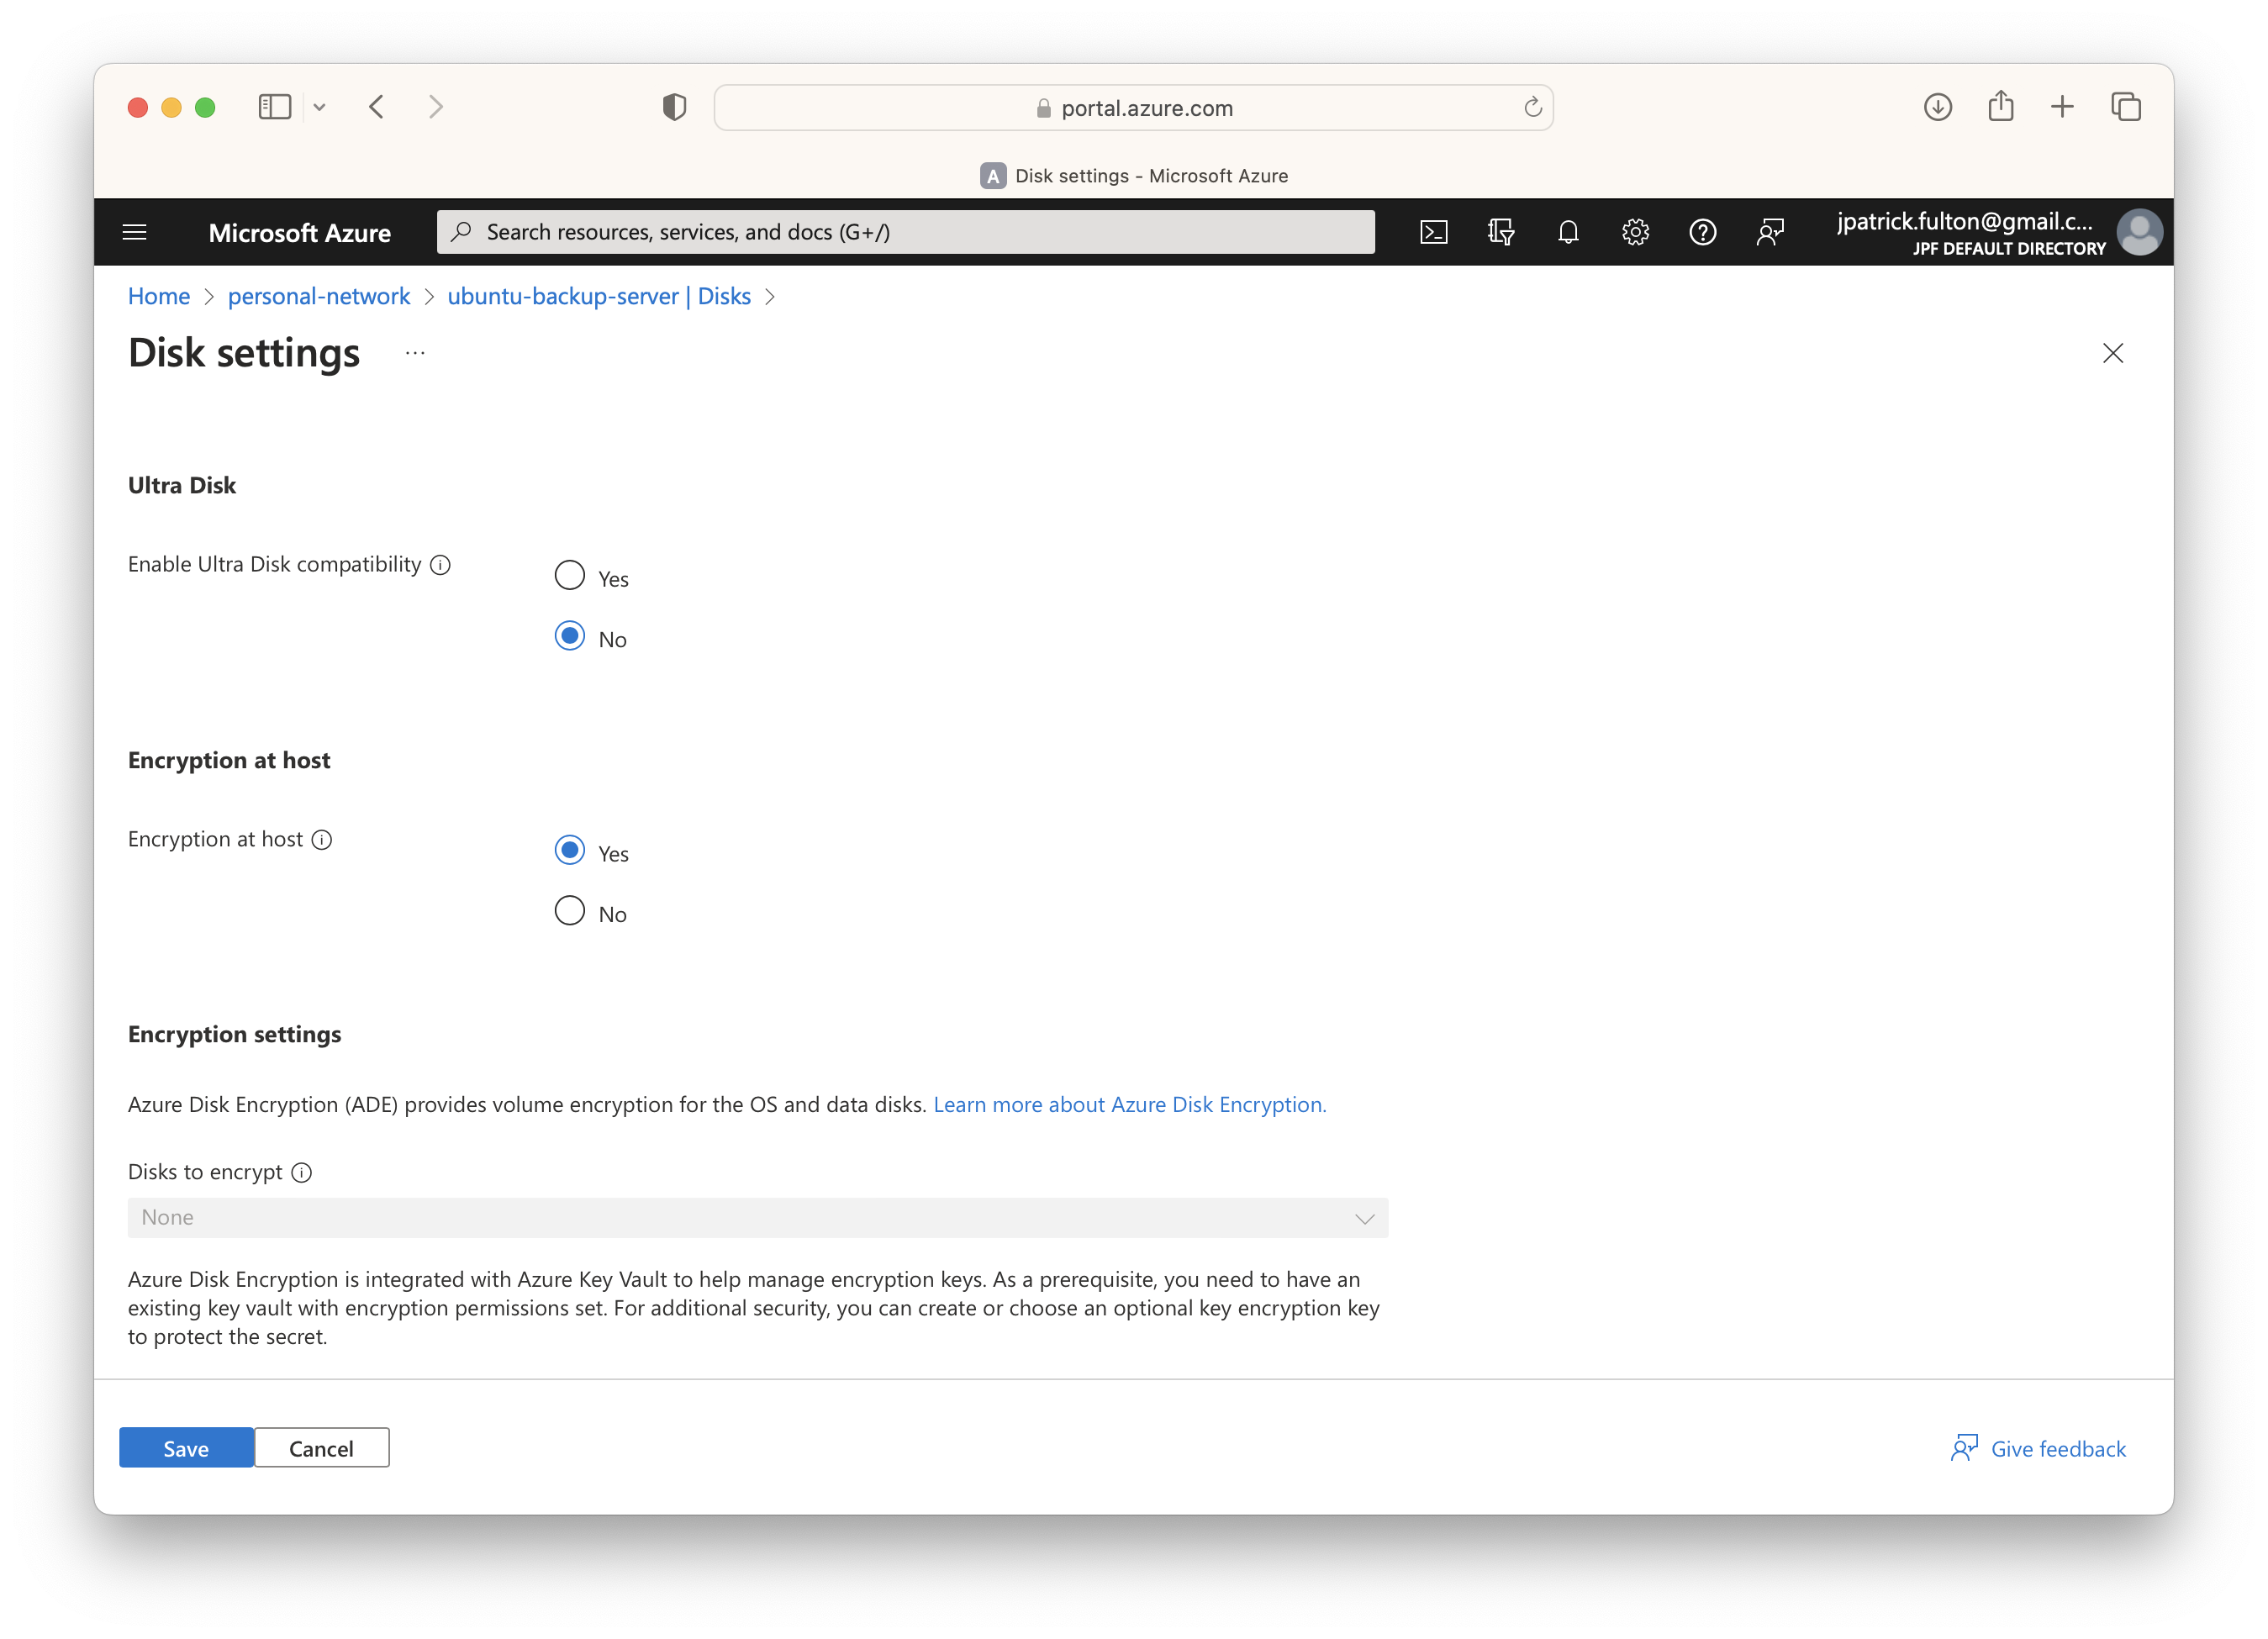 portal.azure.com
A Disk settings - Microsoft Azure
Microsoft Azure
Search resources, services, and docs (G+/)
jpatrick.fulton@gmail.c...
JPF DEFAULT DIRECTORY
Home > personal-network > ubuntu-backup-server | Disks >
Disk settings ...
Ultra Disk
Enable Ultra Disk compatibility
Yes
No
Encryption at host
Encryption at host
Yes
No
Encryption settings
Azure Disk Encryption (ADE) provides volume encryption for the OS and data disks. Learn more about Azure Disk Encryption.
Disks to encrypt
None
Azure Disk Encryption is integrated with Azure Key Vault to help manage encryption keys. As a prerequisite, you need to have an
existing key vault with encryption permissions set. For additional security, you can create or choose an optional key encryption key
to protect the secret.
Save
Cancel
Give feedback